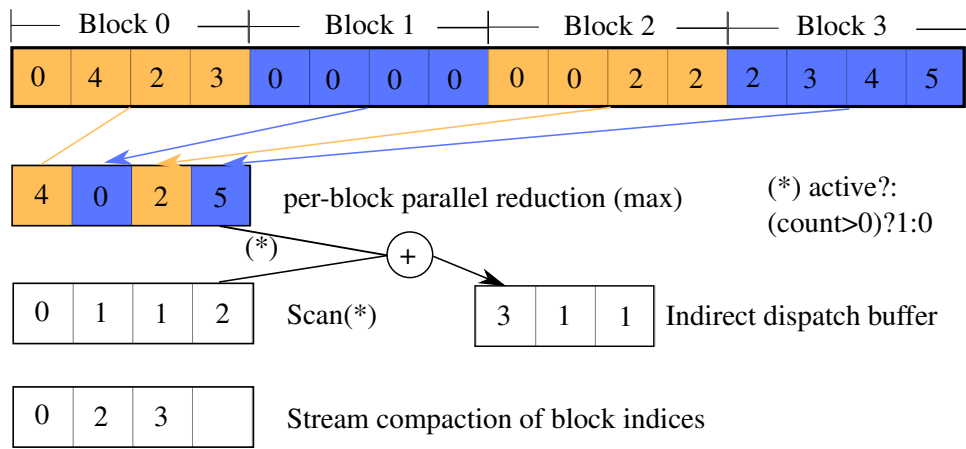 Block 0 Block 1 Block 2 Block 3
0 4 2 3 0 0 0 0 0 0 2 2 2 3 4 5
4 0 2 5 per-block parallel reduction (max)
(*) active?:
(count>0)?1:0
(*)
+
0 1 1 2 Scan(*)
3 1 1 Indirect dispatch buffer
0 2 3 Stream compaction of block indices